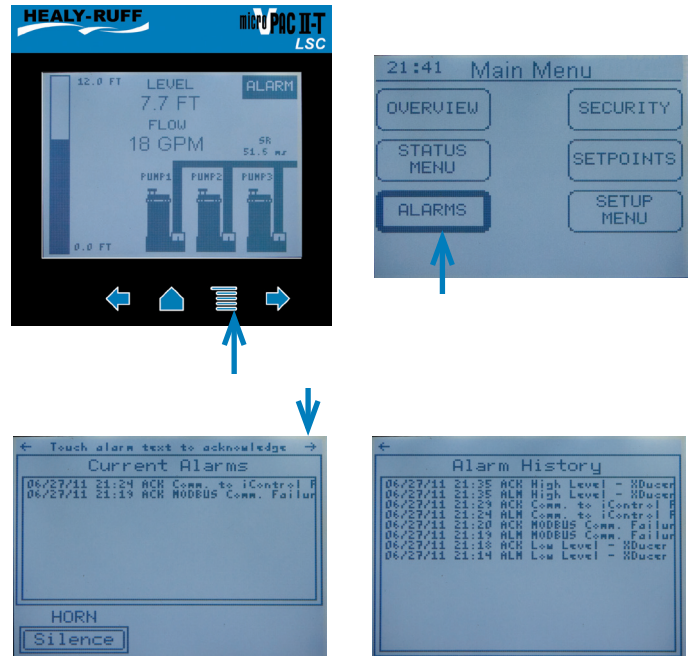 HEALY-RUFF
microPAC II-T
LSC
12.0 FT
LEVEL
ALARM
7.7 FT
FLOW
18 GPM
SR
51.5 mz
PUMP1 PUMP2 PUMP3
0.0 FT
21:41 Main Menu
OVERVIEW
SECURITY
STATUS
MENU
SETPOINTS
ALARMS
SETUP
MENU
← Touch alarm text to acknowledge →
Current Alarms
06/27/11 21:24 ACK Comm. to iControl F
06/27/11 21:19 ACK MODBUS Comm. Failur
HORN
Silence
←
Alarm History
06/27/11 21:35 ACK High Level - XDucer
06/27/11 21:35 ALM High Level - XDucer
06/27/11 21:29 ACK Comm. to iControl F
06/27/11 21:24 ALM Comm. to iControl F
06/27/11 21:20 ACK MODBUS Comm. Failur
06/27/11 21:19 ALM MODBUS Comm. Failur
06/27/11 21:18 ACK Low Level - XDucer
06/27/11 21:14 ALM Low Level - XDucer